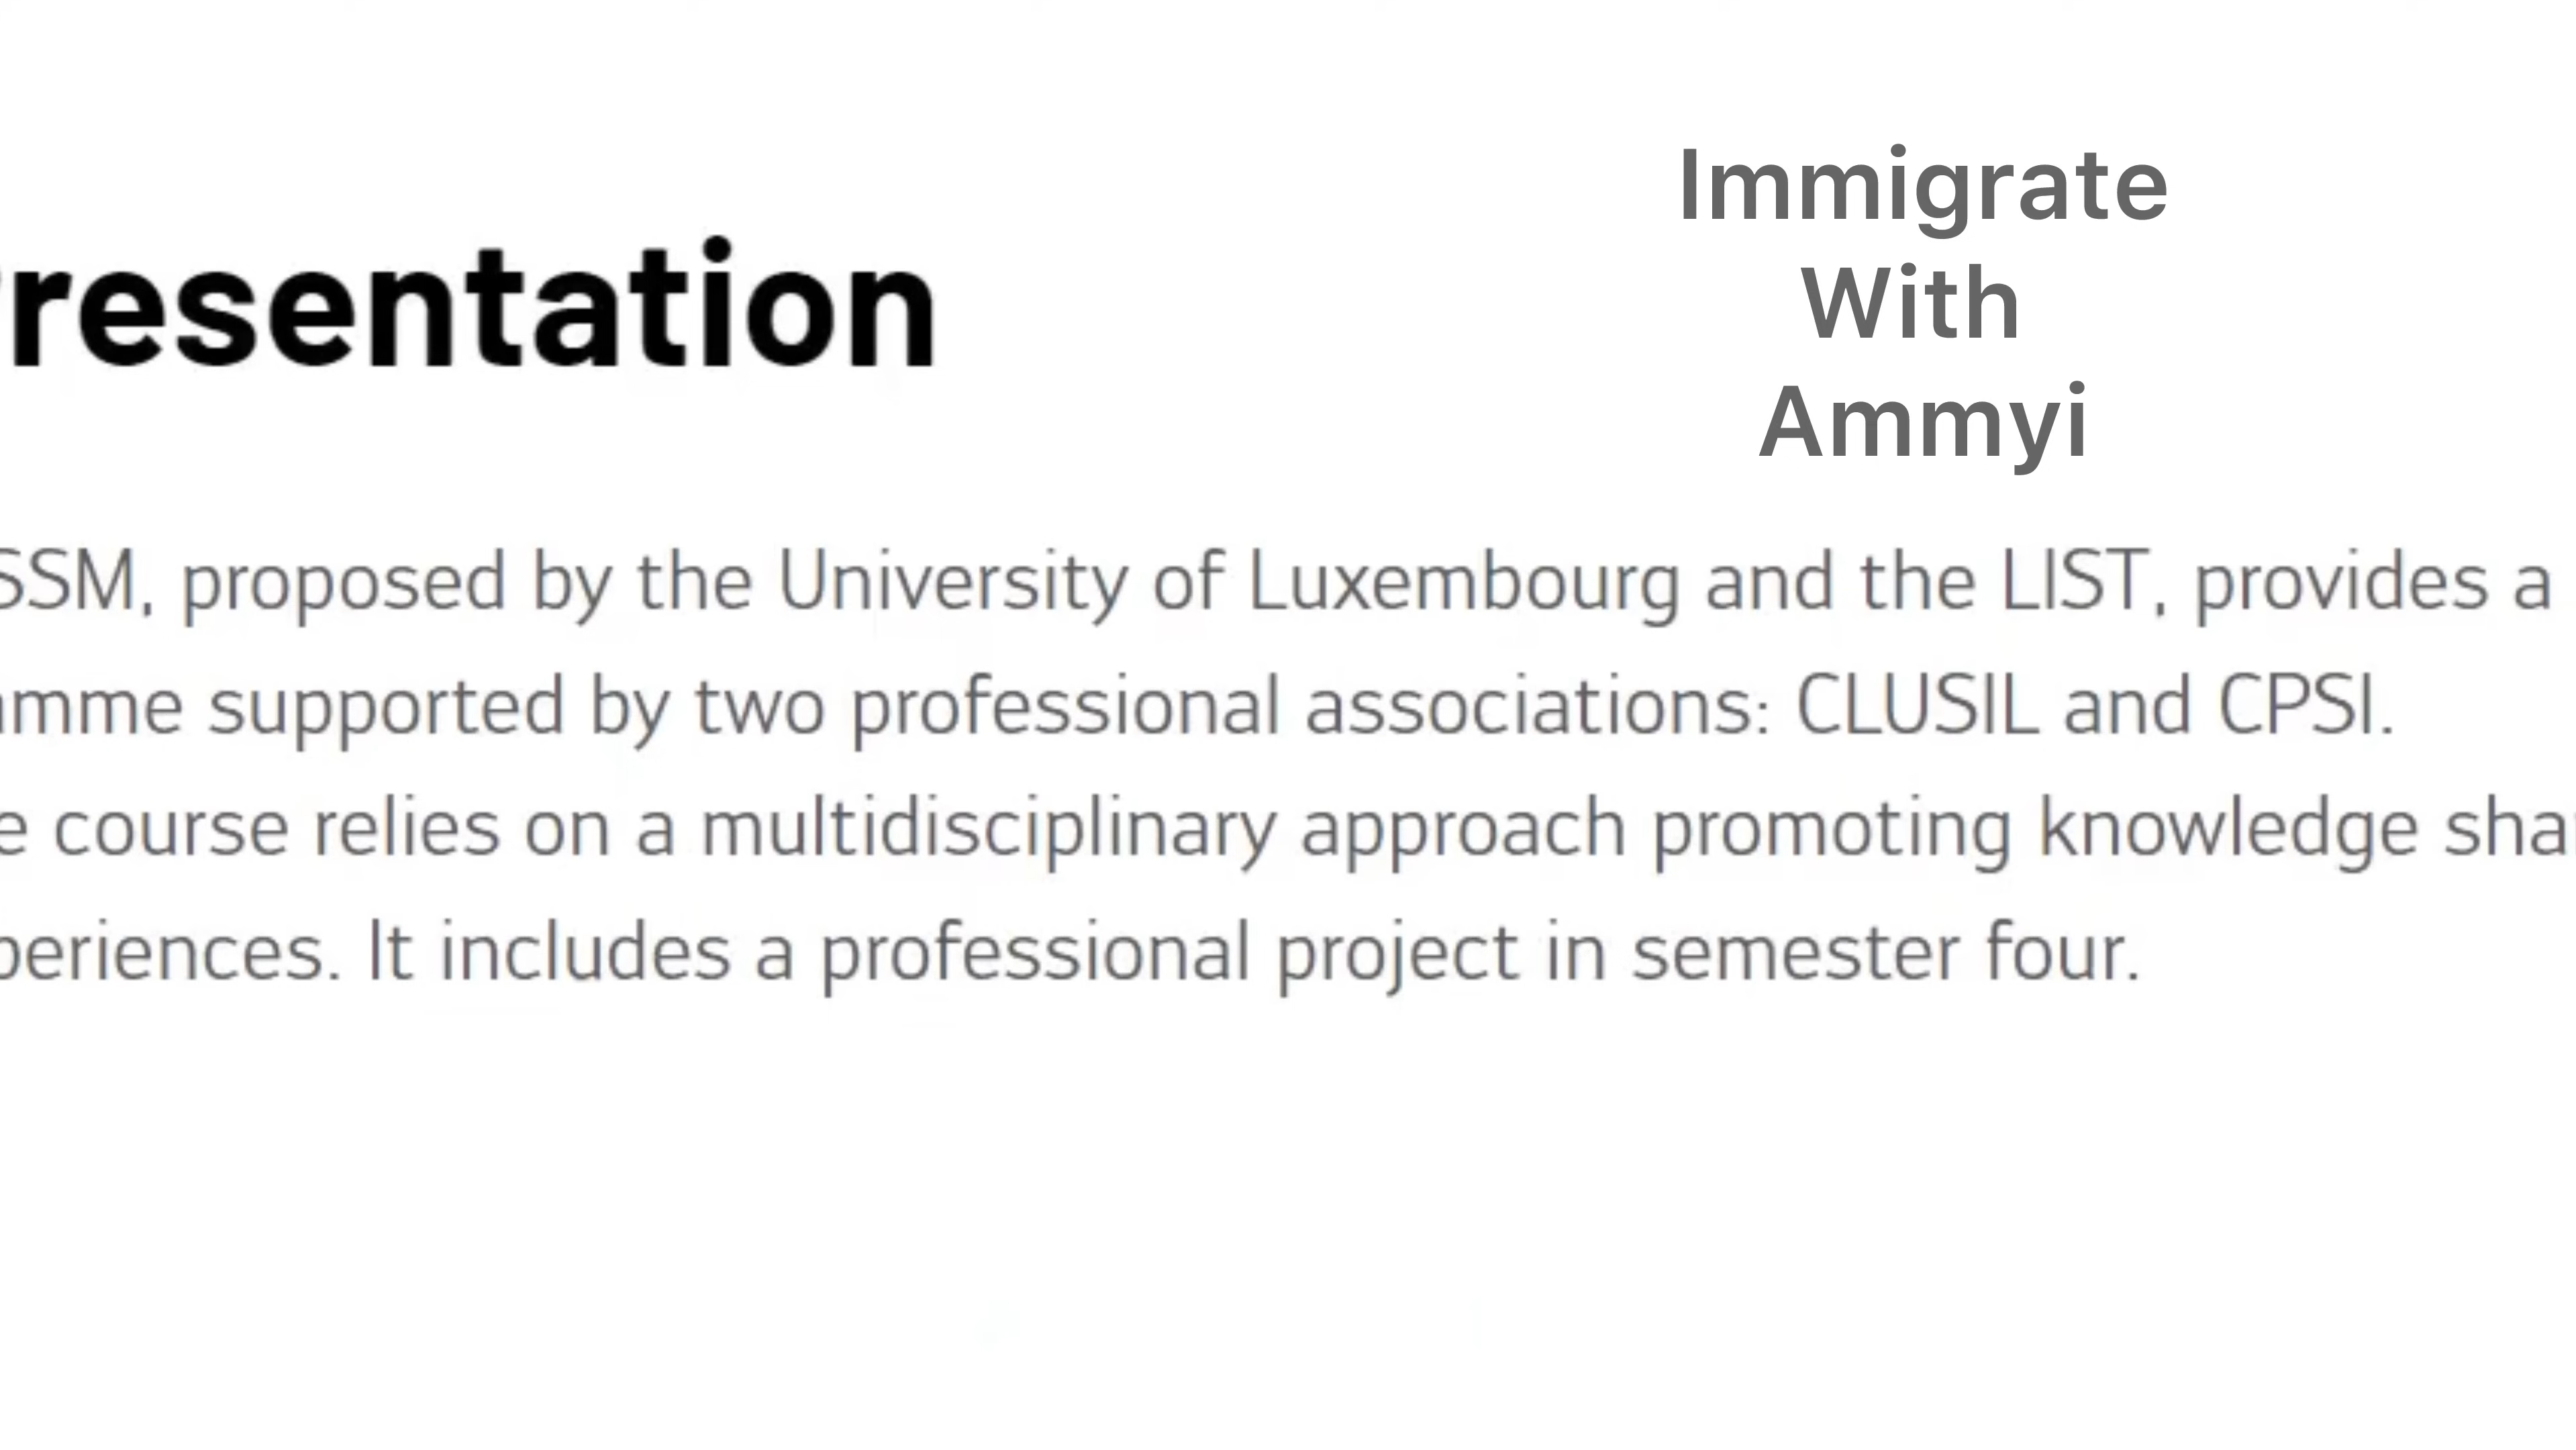 Immigrate
With
Ammyi
resentation
SSM, proposed by the University of Luxembourg and the LIST, provides a
amme supported by two professional associations: CLUSIL and CPSI.
e course relies on a multidisciplinary approach promoting knowledge sha
periences. It includes a professional project in semester four.